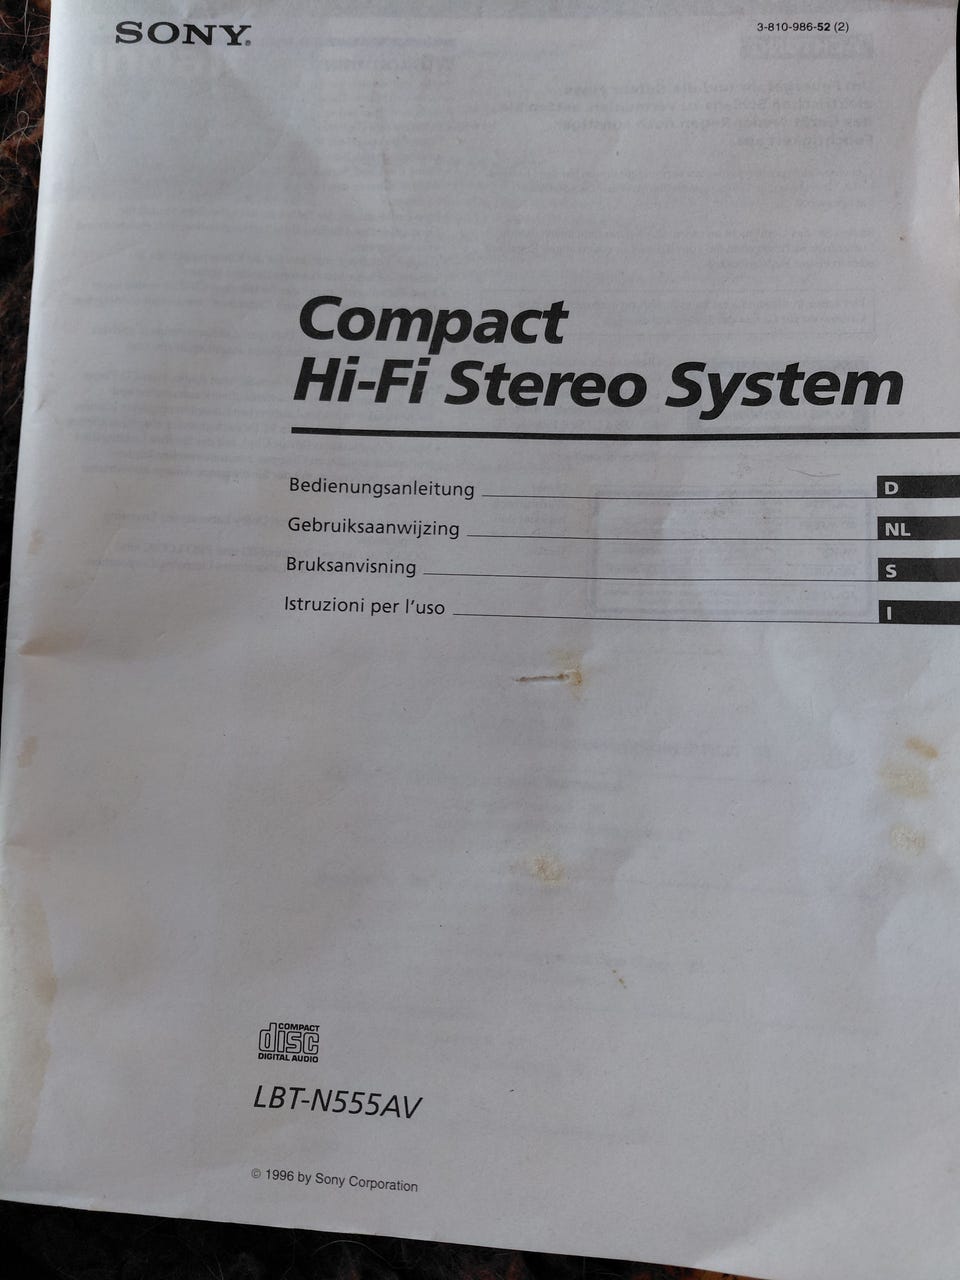 SONY®
3-810-986-52 (2)
Compact
Hi-Fi Stereo System
Bedienungsanleitung D
Gebruiksaanwijzing NL
Bruksanvisning S
Istruzioni per l'uso I
COMPACT
disc
DIGITAL AUDIO
LBT-N555AV
© 1996 by Sony Corporation